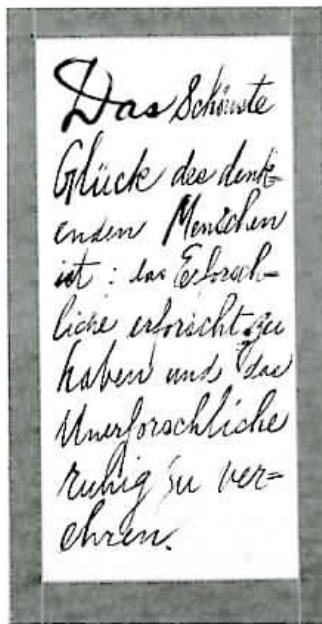 Das Schönste
Glück des denk=
enden Menschen
ist: das Erforsch-
liche erforscht zu
haben und das
Unerforschliche
ruhig zu ver=
ehren.